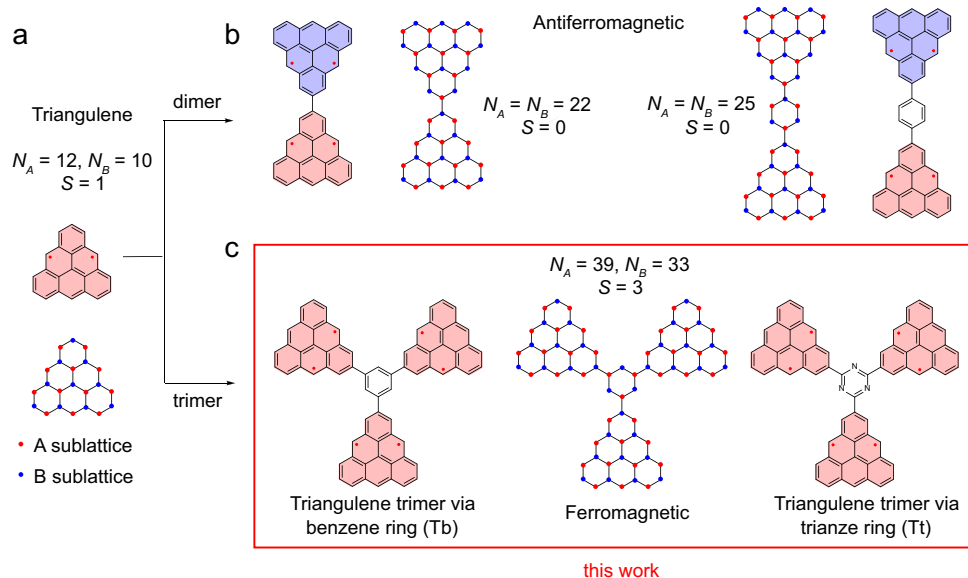 a
Triangulene
N_A = 12, N_B = 10
S = 1
A sublattice
B sublattice
dimer
trimer
b
Antiferromagnetic
N_A = N_B = 22
S = 0
N_A = N_B = 25
S = 0
c
N_A = 39, N_B = 33
S = 3
N
N
N
Triangulene trimer via
benzene ring (Tb)
Ferromagnetic
Triangulene trimer via
trianze ring (Tt)
this work